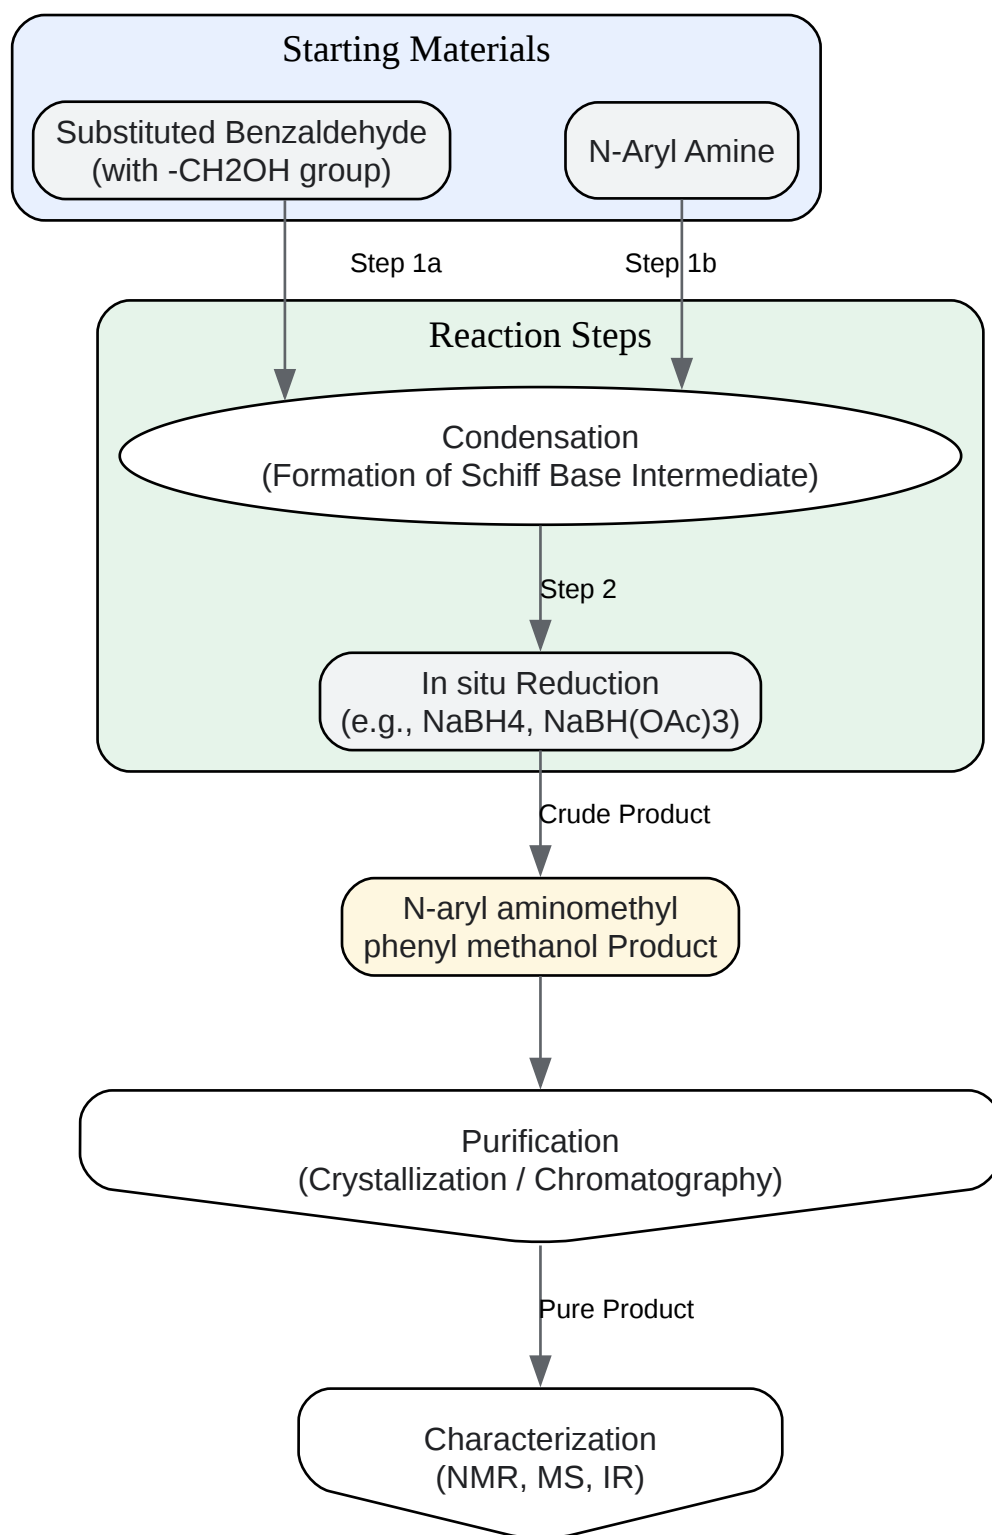 Starting Materials
Substituted Benzaldehyde
(with -CH2OH group)
N-Aryl Amine
Step 1a
Step 1b
Reaction Steps
Condensation
(Formation of Schiff Base Intermediate)
Step 2
In situ Reduction
(e.g., NaBH4, NaBH(OAc)3)
Crude Product
N-aryl aminomethyl
phenyl methanol Product
Purification
(Crystallization / Chromatography)
Pure Product
Characterization
(NMR, MS, IR)